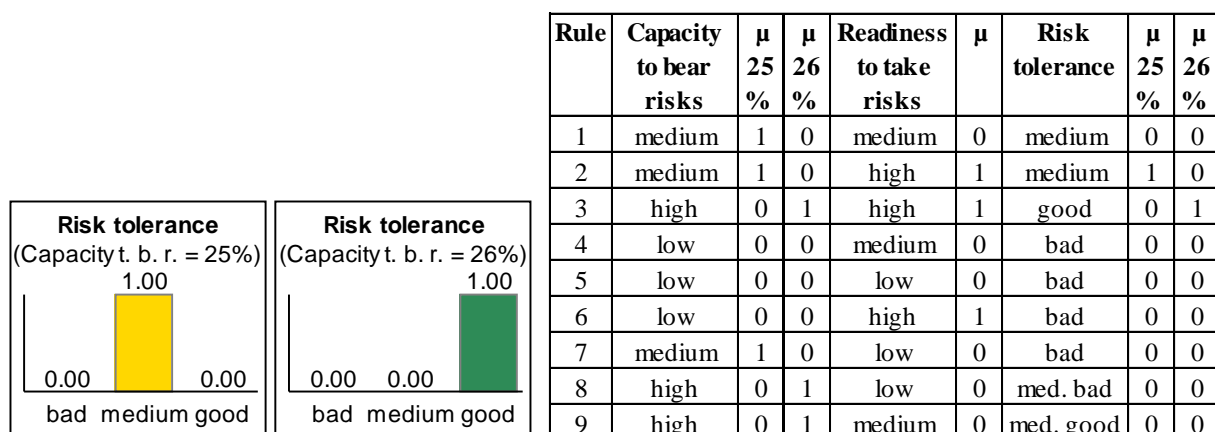 Risk tolerance
(Capacity t. b. r. = 25%)
1.00
0.00 0.00
bad medium good
Risk tolerance
(Capacity t. b. r. = 26%)
1.00
0.00 0.00
bad medium good
Rule Capacity to bear risks μ 25 % μ 26 % Readiness to take risks μ Risk tolerance μ 25 % μ 26 %
1 medium 1 0 medium 0 medium 0 0
2 medium 1 0 high 1 medium 1 0
3 high 0 1 high 1 good 0 1
4 low 0 0 medium 0 bad 0 0
5 low 0 0 low 0 bad 0 0
6 low 0 0 high 1 bad 0 0
7 medium 1 0 low 0 bad 0 0
8 high 0 1 low 0 med. bad 0 0
9 high 0 1 medium 0 med. good 0 0